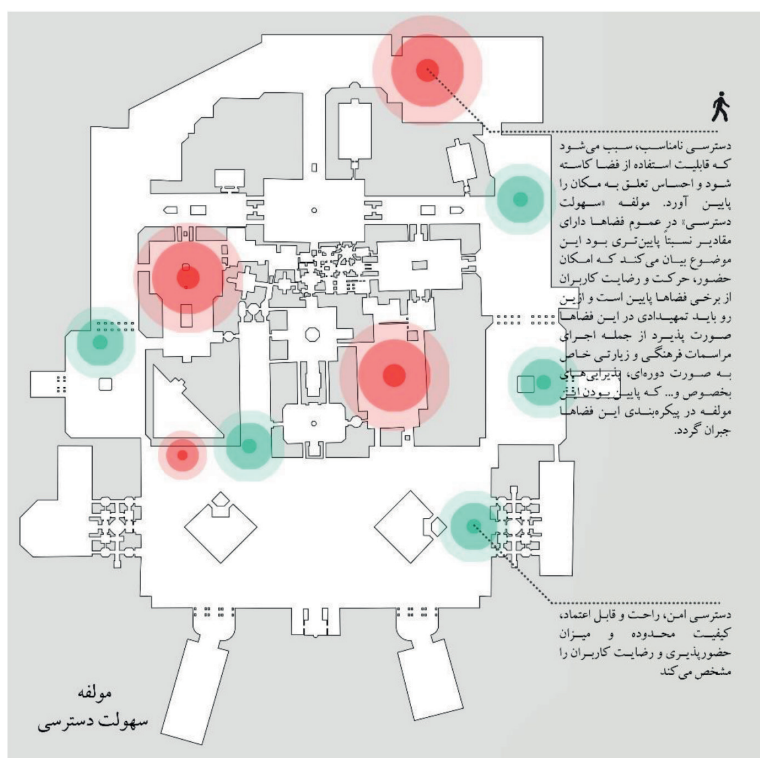 دسترسی نامناسب، سبب می‌شود
که قابلیت استفاده از فضا کاسته
شود و احساس تعلق به مکان را
پایین آورد. مولفه «سهولت
دسترسی» در عموم فضاها دارای
مقادیر نسبتاً پایین‌تری بود این
موضوع بیان می‌کند که امکان
حضور، حرکت و رضایت کاربران
از برخی فضاها پایین است و ازین
رو باید تمهیدادی در این فضاها
صورت پذیرد از جمله اجرای
مراسمات فرهنگی و زیارتی خاص
به صورت دوره‌ای، پذیرایی‌های
بخصوص و... که پایین بودن این
مولفه در پیکره‌بندی این فضاها
جبران گردد.
دسترسی امن، راحت و قابل اعتماد،
کیفیت محدوده و میزان
حضورپذیری و رضایت کاربران را
مشخص می‌کند
مولفه
سهولت دسترسی